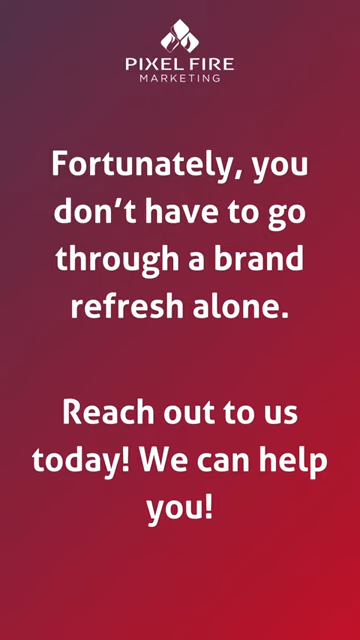 PIXEL FIRE
MARKETING
Fortunately, you
don't have to go
through a brand
refresh alone.
Reach out to us
today! We can help
you!